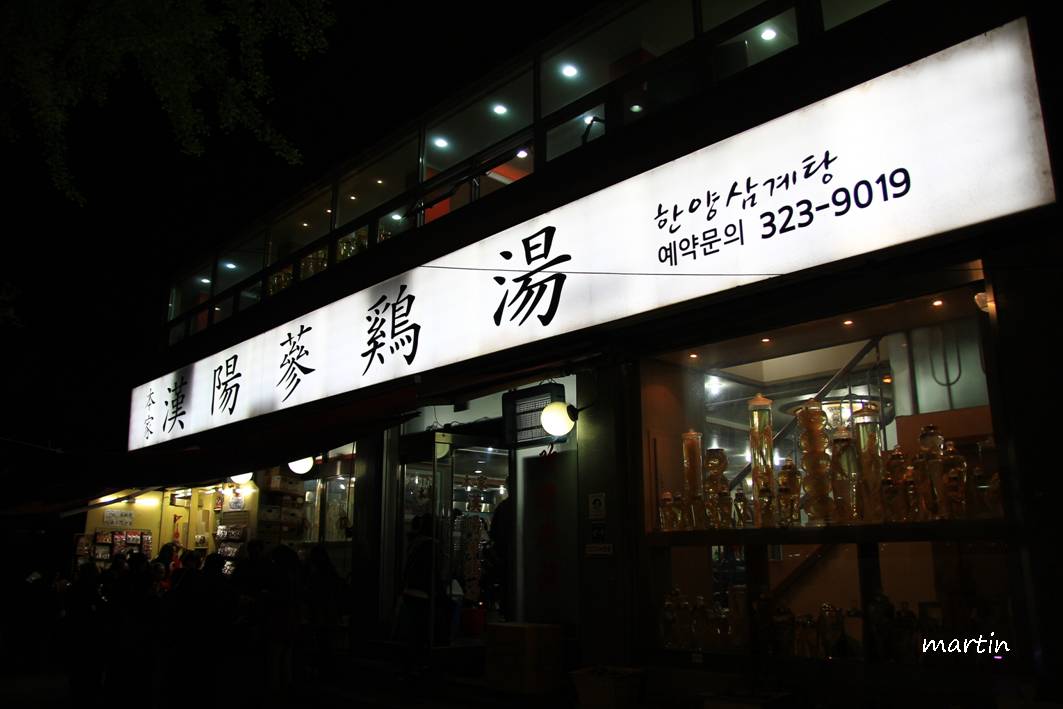 本家 漢陽蔘鷄湯
한양삼계탕
예약문의 323-9019
martin